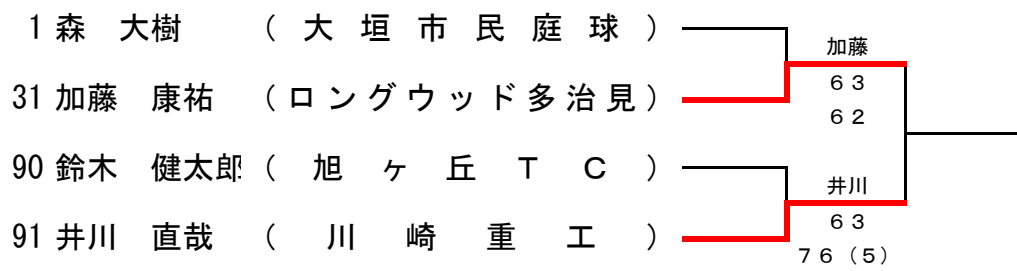 1 森 大樹 （ 大 垣 市 民 庭 球 ）
加藤
63
31 加藤 康祐 （ロングウッド多治見）
62
90 鈴木 健太郎 （ 旭 ヶ 丘 Ｔ Ｃ ）
井川
63
91 井川 直哉 （ 川 崎 重 工 ）
76（5）